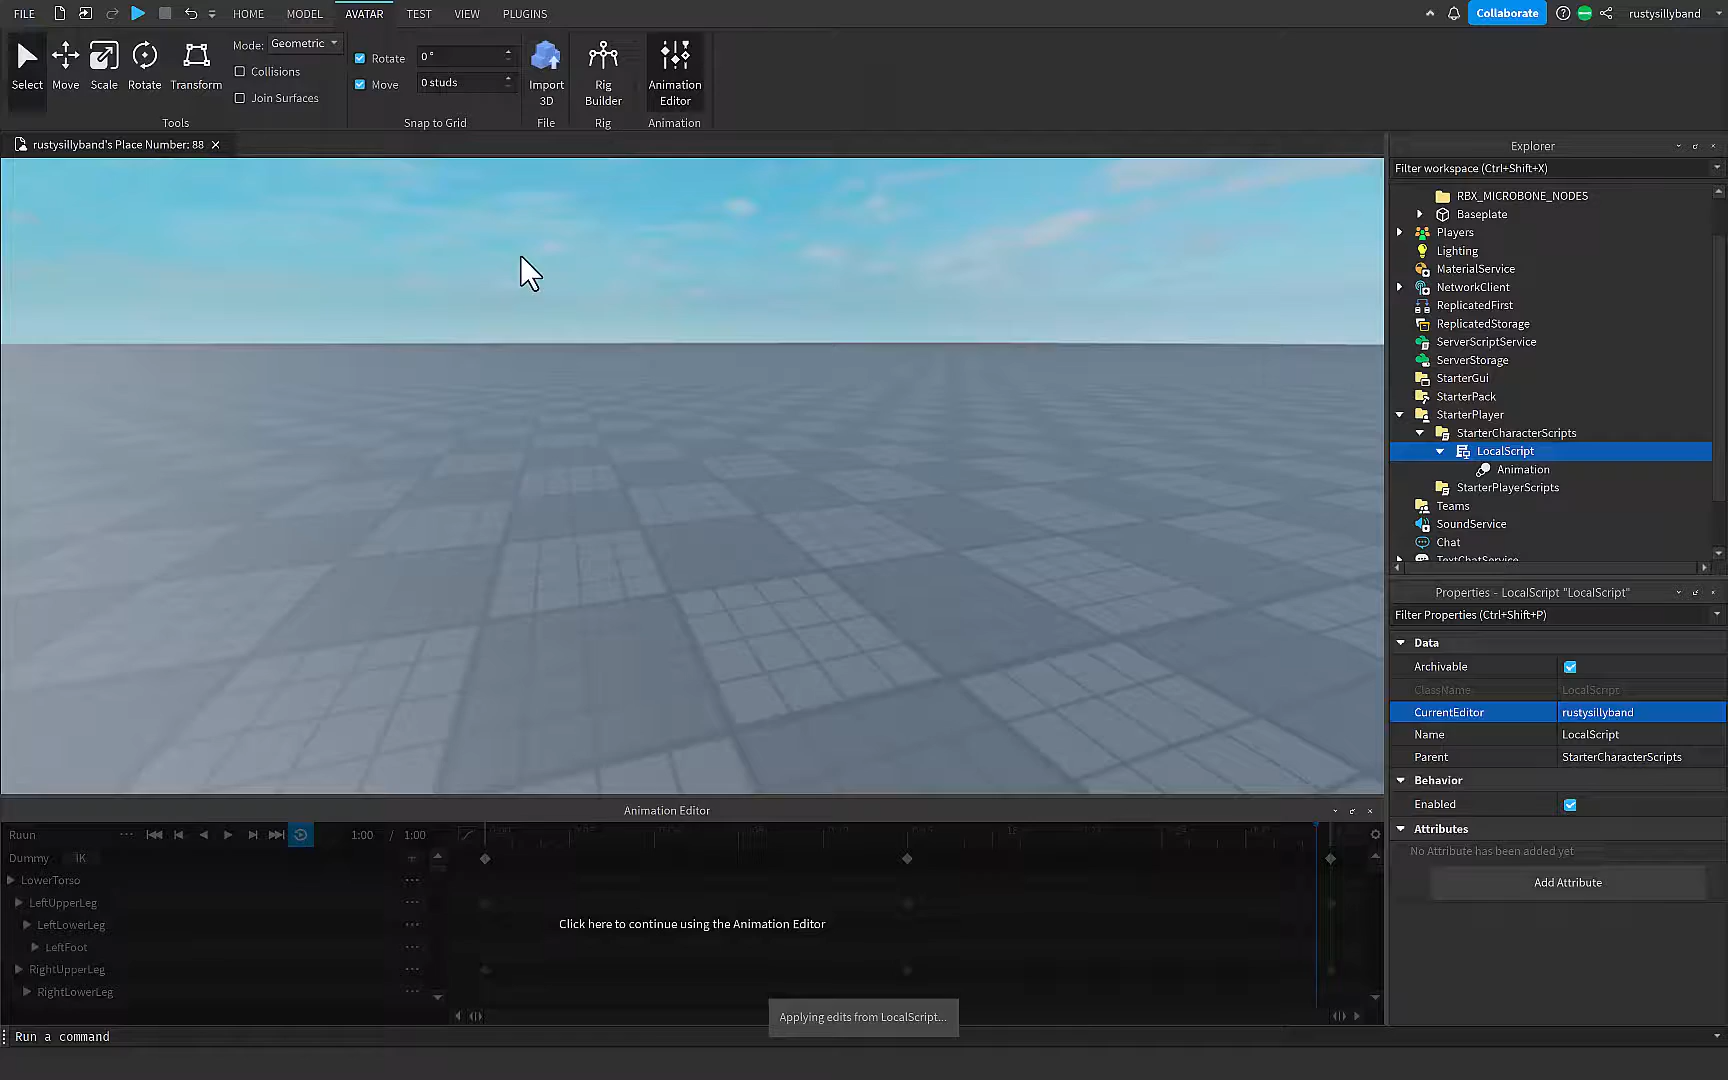 FILE HOME MODEL AVATAR TEST VIEW PLUGINS Collaborate rustysillyband
Select Move Scale Rotate Transform
Mode: Geometric
Collisions
Join Surfaces
Tools
Rotate 0 °
Move 0 studs
Snap to Grid
Import
3D
File
Rig
Builder
Rig
Animation
Editor
Animation
rustysillyband's Place Number: 88
Explorer
Filter workspace (Ctrl+Shift+X)
RBX_MICROBONE_NODES
Baseplate
Players
Lighting
MaterialService
NetworkClient
ReplicatedFirst
ReplicatedStorage
ServerScriptService
ServerStorage
StarterGui
StarterPack
StarterPlayer
StarterCharacterScripts
LocalScript
Animation
StarterPlayerScripts
Teams
SoundService
Chat
TextChatService
Properties - LocalScript "LocalScript"
Filter Properties (Ctrl+Shift+P)
Data
Archivable
ClassName LocalScript
CurrentEditor rustysillyband
Name LocalScript
Parent StarterCharacterScripts
Behavior
Enabled
Attributes
No Attribute has been added yet
Add Attribute
Animation Editor
Ruun 1:00 / 1:00
Dummy IK
LowerTorso
LeftUpperLeg
LeftLowerLeg
LeftFoot
RightUpperLeg
RightLowerLeg
Click here to continue using the Animation Editor
Applying edits from LocalScript...
Run a command